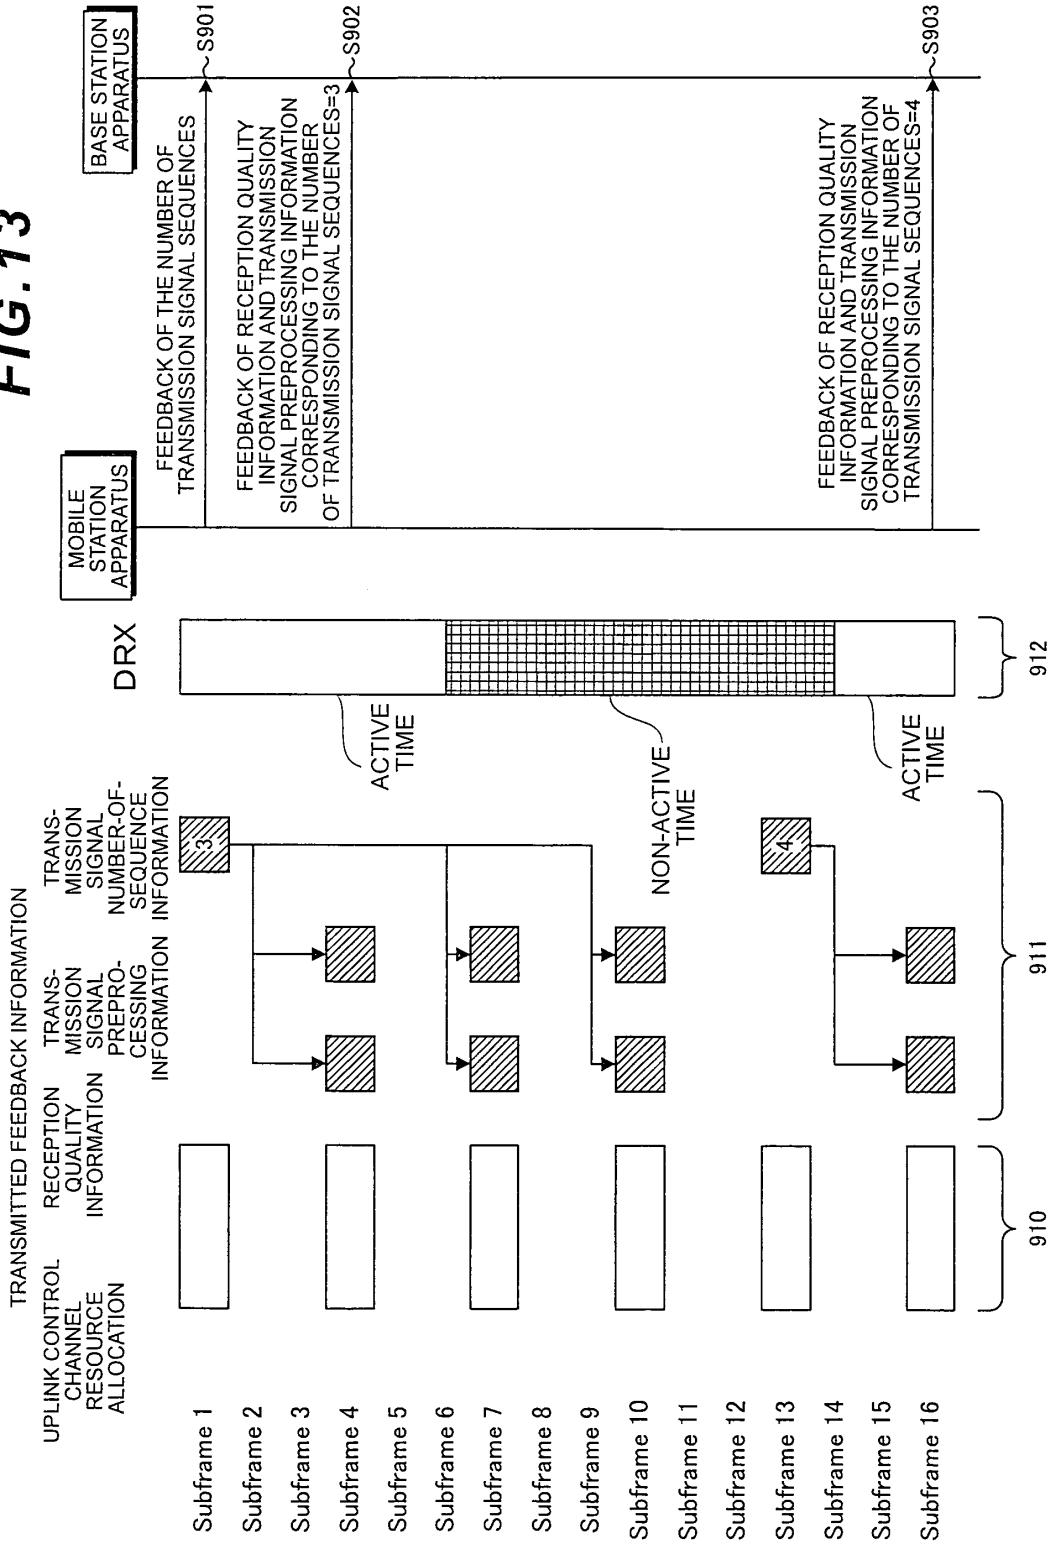 FIG.13
TRANSMITTED FEEDBACK INFORMATION
UPLINK CONTROL
CHANNEL
RESOURCE
ALLOCATION
RECEPTION
QUALITY
INFORMATION
TRANS-
MISSION
SIGNAL
PREPRO-
CESSING
INFORMATION
TRANS-
MISSION
SIGNAL
NUMBER-OF-
SEQUENCE
INFORMATION
DRX
MOBILE
STATION
APPARATUS
BASE STATION
APPARATUS
Subframe 1
Subframe 2
Subframe 3
Subframe 4
Subframe 5
Subframe 6
Subframe 7
Subframe 8
Subframe 9
Subframe 10
Subframe 11
Subframe 12
Subframe 13
Subframe 14
Subframe 15
Subframe 16
3
4
ACTIVE
TIME
NON-ACTIVE
TIME
ACTIVE
TIME
FEEDBACK OF THE NUMBER OF
TRANSMISSION SIGNAL SEQUENCES
S901
FEEDBACK OF RECEPTION QUALITY
INFORMATION AND TRANSMISSION
SIGNAL PREPROCESSING INFORMATION
CORRESPONDING TO THE NUMBER
OF TRANSMISSION SIGNAL SEQUENCES=3
S902
FEEDBACK OF RECEPTION QUALITY
INFORMATION AND TRANSMISSION
SIGNAL PREPROCESSING INFORMATION
CORRESPONDING TO THE NUMBER OF
TRANSMISSION SIGNAL SEQUENCES=4
S903
910
911
912